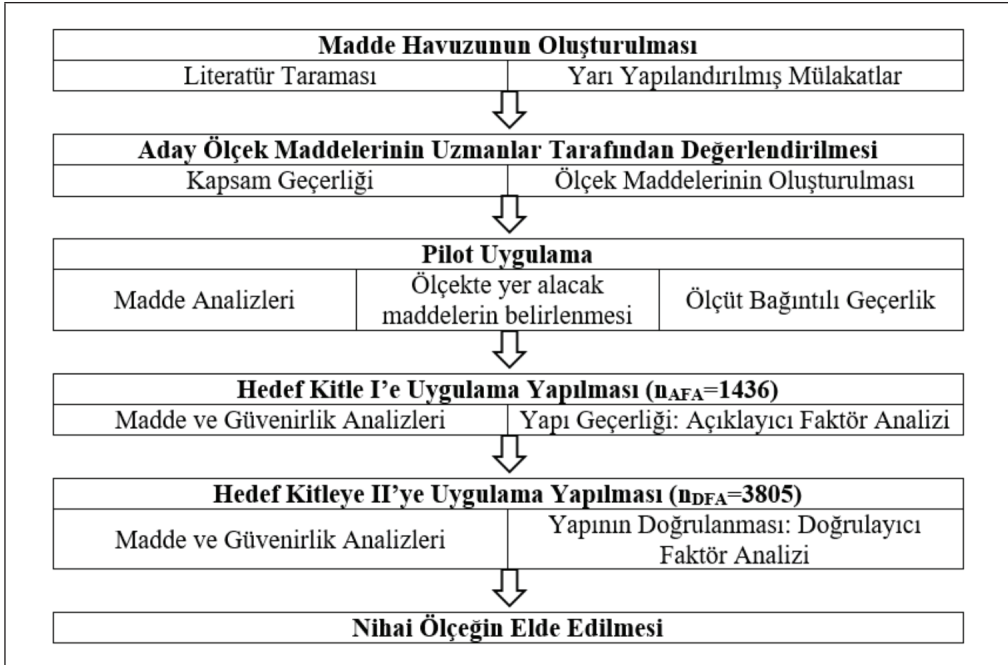 Madde Havuzunun Oluşturulması
Literatür Taraması
Yarı Yapılandırılmış Mülakatlar
Aday Ölçek Maddelerinin Uzmanlar Tarafından Değerlendirilmesi
Kapsam Geçerliği
Ölçek Maddelerinin Oluşturulması
Pilot Uygulama
Madde Analizleri
Ölçekte yer alacak
maddelerin belirlenmesi
Ölçüt Bağıntılı Geçerlik
Hedef Kitle I’e Uygulama Yapılması (nAFA=1436)
Madde ve Güvenirlik Analizleri
Yapı Geçerliği: Açıklayıcı Faktör Analizi
Hedef Kitleye II’ye Uygulama Yapılması (nDFA=3805)
Madde ve Güvenirlik Analizleri
Yapının Doğrulanması: Doğrulayıcı
Faktör Analizi
Nihai Ölçeğin Elde Edilmesi